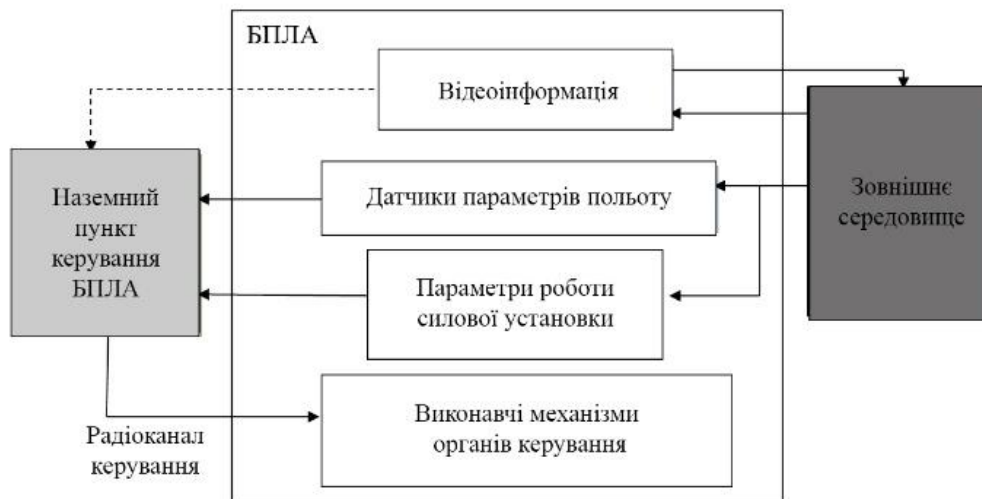 БПЛА
Відеоінформація
Наземний
пункт
керування
БПЛА
Датчики параметрів польоту
Зовнішнє
середовище
Параметри роботи
силової установки
Виконавчі механізми
органів керування
Радіоканал
керування